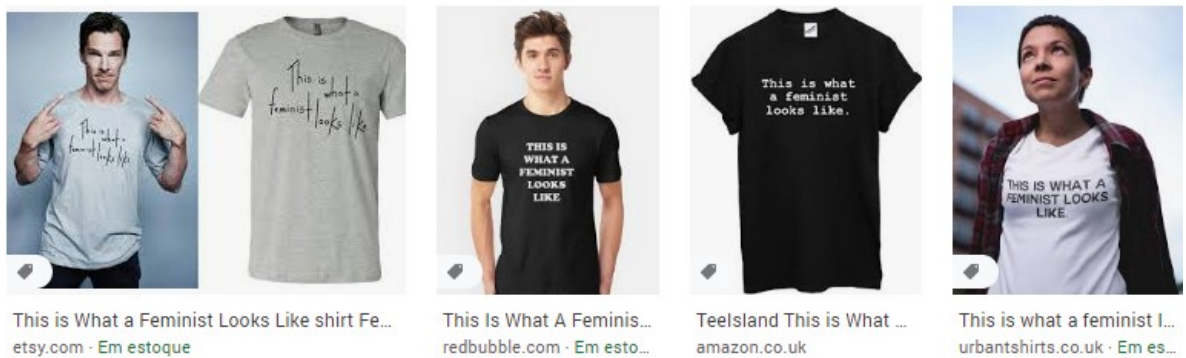 This is
what a
feminist
looks like
This is
what a
feminist
looks like
THIS IS
WHAT A
FEMINIST
LOOKS
LIKE
This is what
a feminist
looks like.
THIS IS WHAT A
FEMINIST LOOKS
LIKE.
This is What a Feminist Looks Like shirt Fe...
etsy.com · Em estoque
This Is What A Feminis...
redbubble.com · Em esto...
TeeIsland This is What ...
amazon.co.uk
This is what a feminist l...
urbantshirts.co.uk · Em es...